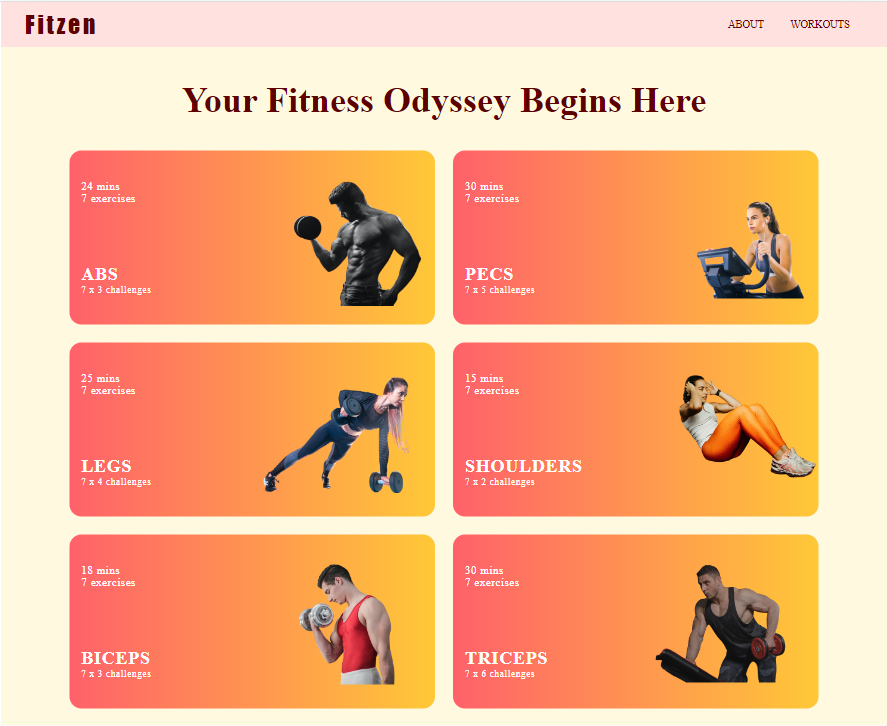 Fitzen
ABOUT WORKOUTS
Your Fitness Odyssey Begins Here
24 mins
7 exercises
ABS
7 x 3 challenges
30 mins
7 exercises
PECS
7 x 5 challenges
25 mins
7 exercises
LEGS
7 x 4 challenges
15 mins
7 exercises
SHOULDERS
7 x 2 challenges
18 mins
7 exercises
BICEPS
7 x 3 challenges
30 mins
7 exercises
TRICEPS
7 x 6 challenges